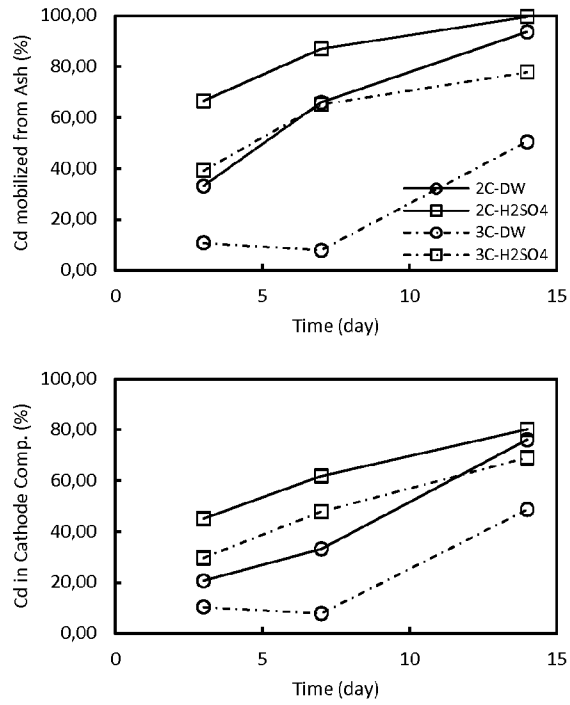 Cd mobilized from Ash (%)
100,00
80,00
60,00
40,00
20,00
0,00
2C-DW
2C-H2SO4
3C-DW
3C-H2SO4
0 5 10 15
Time (day)
Cd in Cathode Comp. (%)
100,00
80,00
60,00
40,00
20,00
0,00
0 5 10 15
Time (day)